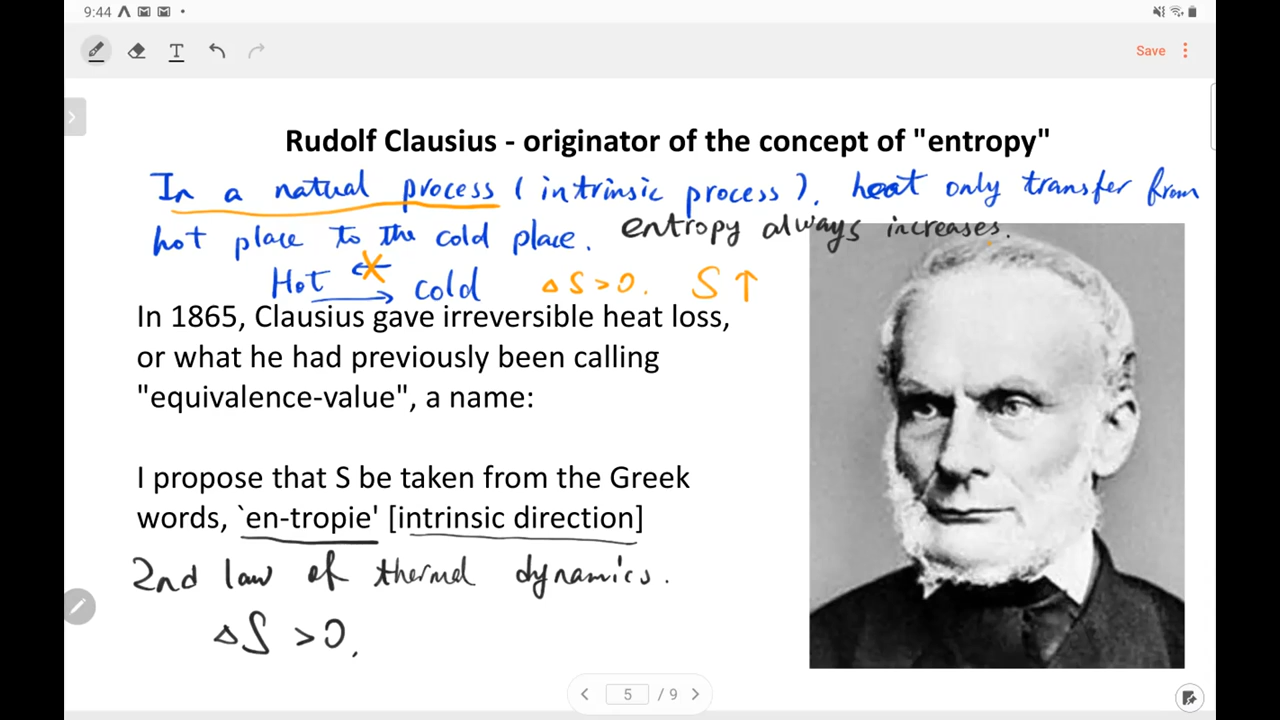 9:44
Save
Rudolf Clausius - originator of the concept of "entropy"
In a natual process (intrinsic process). heat only transfer from
hot place to the cold place. entropy always increases.
Hot cold ΔS>0. S↑
In 1865, Clausius gave irreversible heat loss,
or what he had previously been calling
"equivalence-value", a name:
I propose that S be taken from the Greek
words, `en-tropie' [intrinsic direction]
2nd law of thermal dynamics.
ΔS >0.
5 / 9